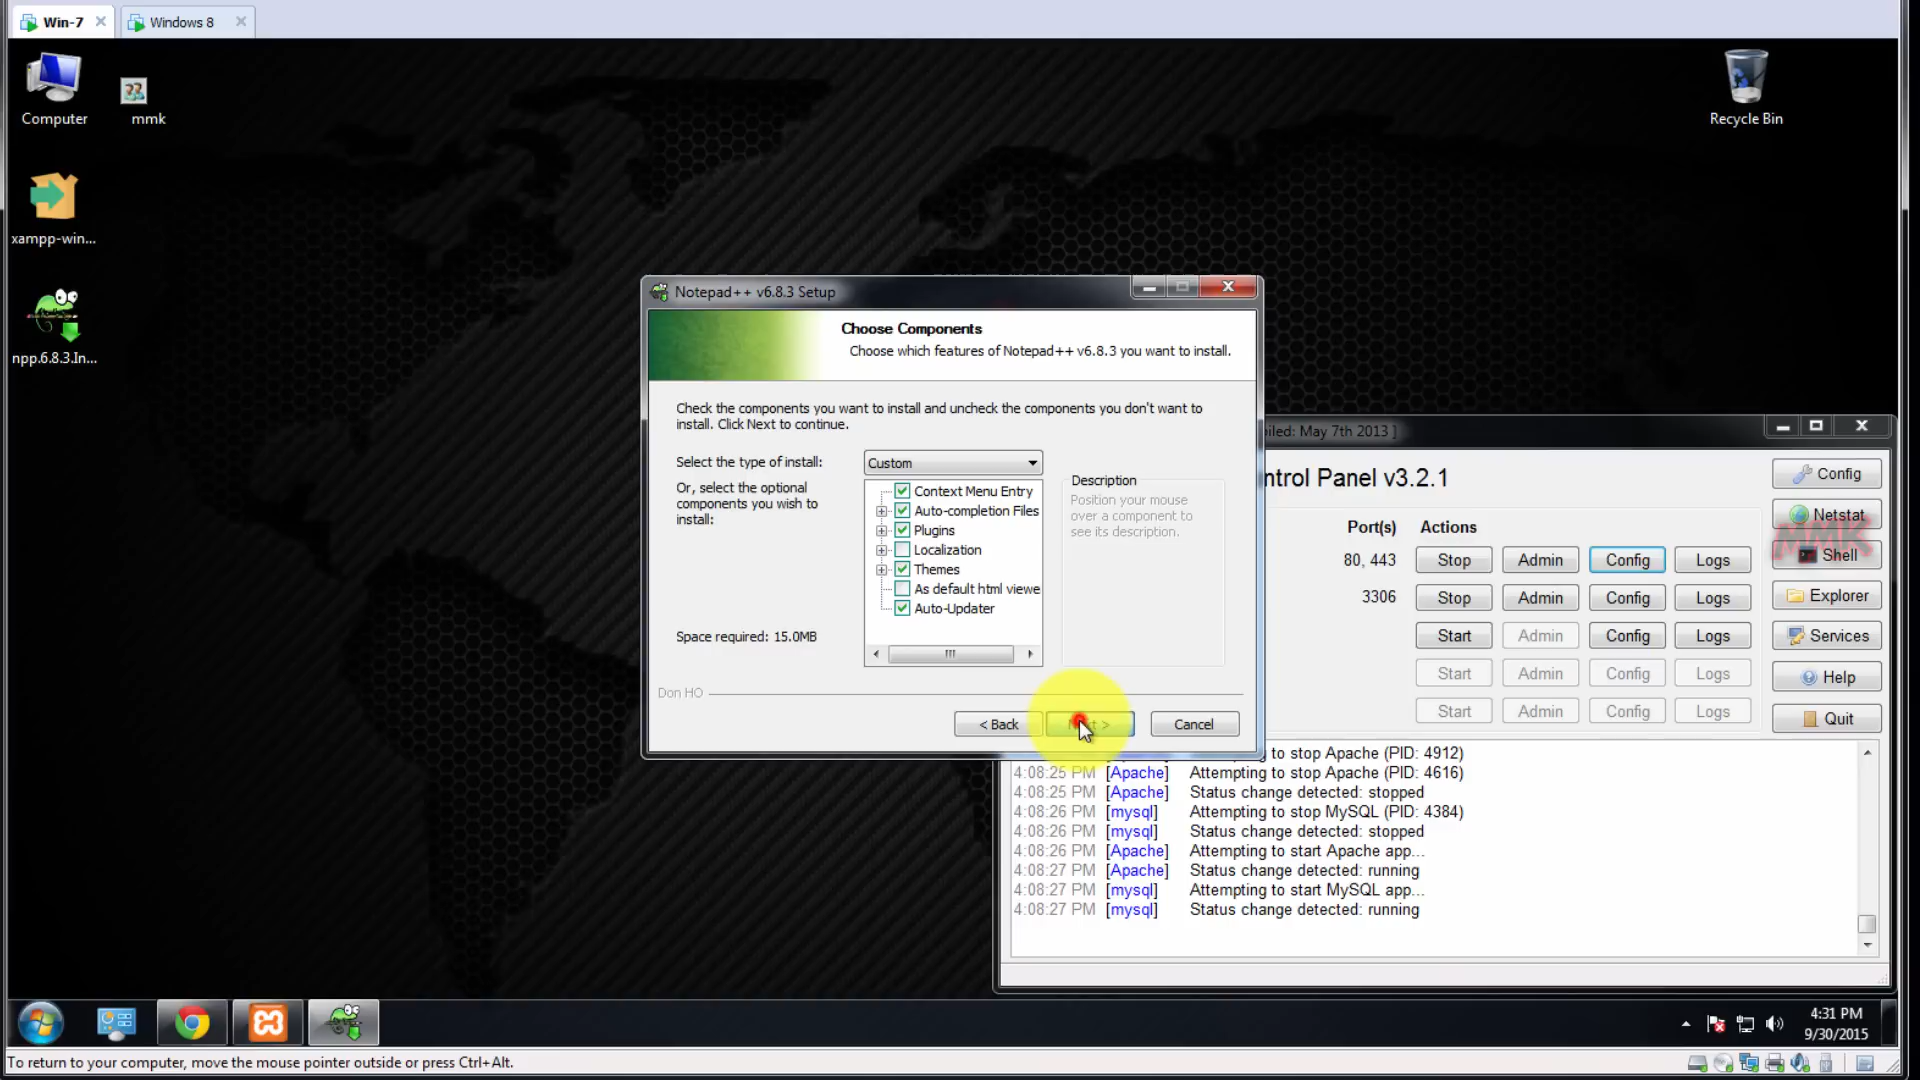 Win-7
Windows 8
Computer
mmk
Recycle Bin
xampp-win...
npp.6.8.3.In...
Notepad++ v6.8.3 Setup
Choose Components
Choose which features of Notepad++ v6.8.3 you want to install.
Check the components you want to install and uncheck the components you don't want to
install. Click Next to continue.
Select the type of install:
Custom
Or, select the optional
components you wish to
install:
Context Menu Entry
Auto-completion Files
Plugins
Localization
Themes
As default html viewe
Auto-Updater
Description
Position your mouse
over a component to
see its description.
Space required: 15.0MB
Don HO
< Back
Cancel
iled: May 7th 2013 ]
ntrol Panel v3.2.1
Config
Netstat
MMK
Shell
Explorer
Services
Help
Quit
Port(s) Actions
80, 443 Stop Admin Config Logs
3306 Stop Admin Config Logs
Start Admin Config Logs
Start Admin Config Logs
Start Admin Config Logs
to stop Apache (PID: 4912)
4:08:25 PM [Apache] Attempting to stop Apache (PID: 4616)
4:08:25 PM [Apache] Status change detected: stopped
4:08:26 PM [mysql] Attempting to stop MySQL (PID: 4384)
4:08:26 PM [mysql] Status change detected: stopped
4:08:26 PM [Apache] Attempting to start Apache app...
4:08:27 PM [Apache] Status change detected: running
4:08:27 PM [mysql] Attempting to start MySQL app...
4:08:27 PM [mysql] Status change detected: running
4:31 PM
9/30/2015
To return to your computer, move the mouse pointer outside or press Ctrl+Alt.